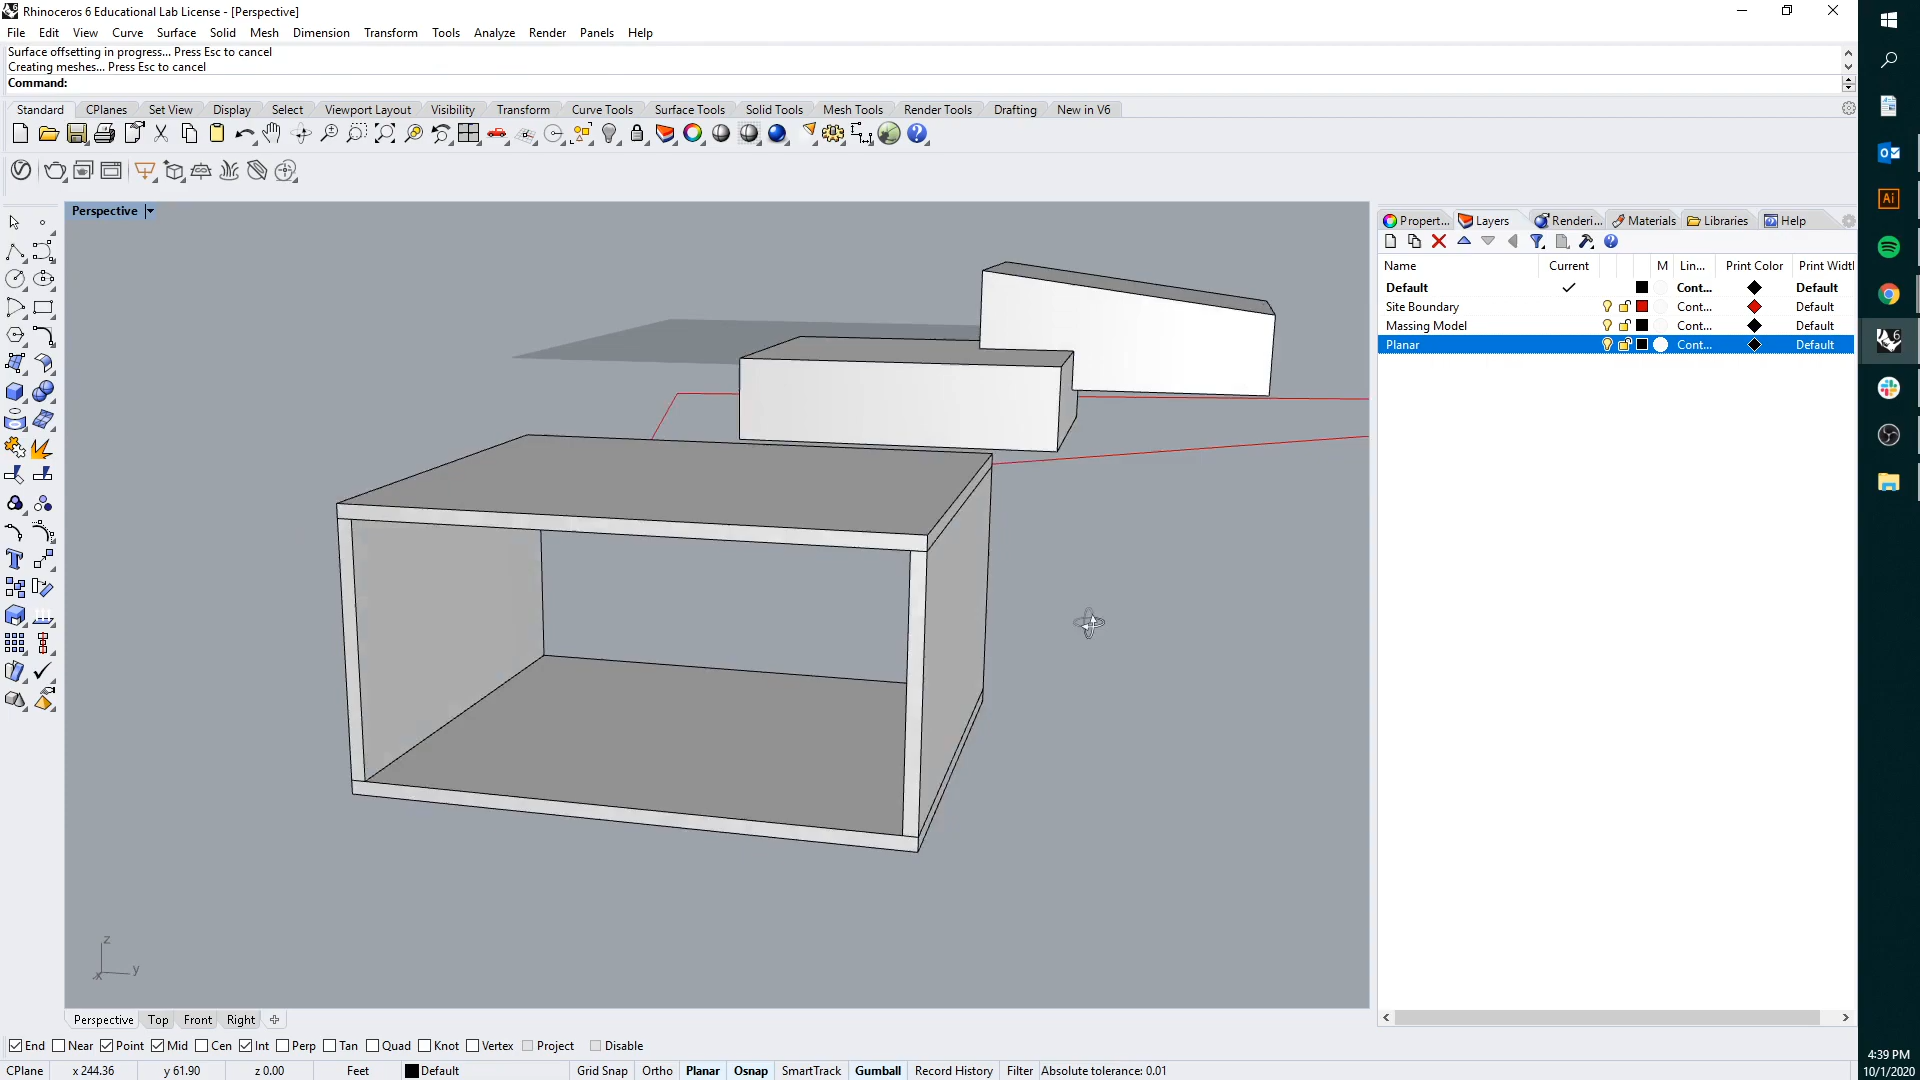 Rhinoceros 6 Educational Lab License - [Perspective]
File Edit View Curve Surface Solid Mesh Dimension Transform Tools Analyze Render Panels Help
Surface offsetting in progress... Press Esc to cancel
Creating meshes... Press Esc to cancel
Command:
Standard CPlanes Set View Display Select Viewport Layout Visibility Transform Curve Tools Surface Tools Solid Tools Mesh Tools Render Tools Drafting New in V6
Perspective
Propert... Layers Renderi... Materials Libraries Help
Name Current M Lin... Print Color Print Width
Default Cont... Default
Site Boundary Cont... Default
Massing Model Cont... Default
Planar Cont... Default
Ai
6
z
x y
Perspective Top Front Right
End Near Point Mid Cen Int Perp Tan Quad Knot Vertex Project Disable
CPlane x 244.36 y 61.90 z 0.00 Feet Default Grid Snap Ortho Planar Osnap SmartTrack Gumball Record History Filter Absolute tolerance: 0.01
4:39 PM
10/1/2020